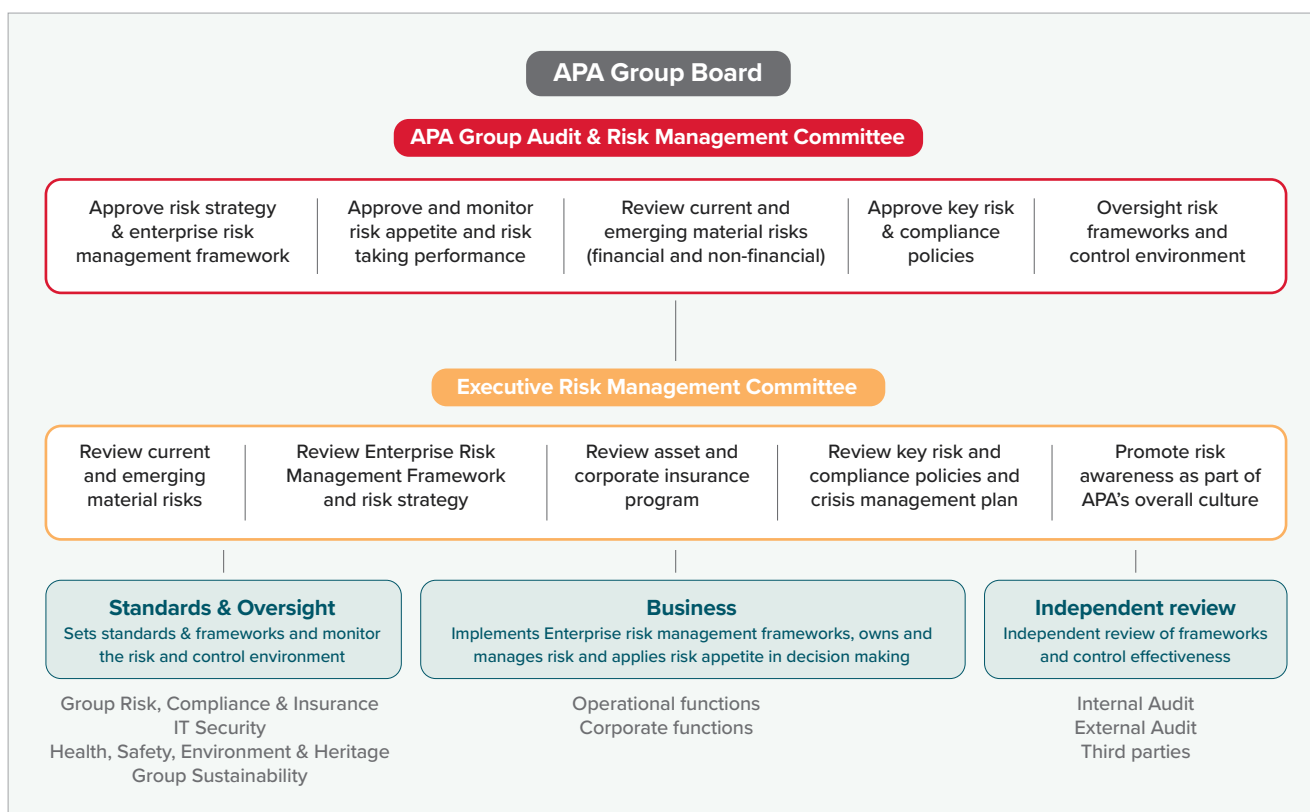 APA Group Board
APA Group Audit & Risk Management Committee
Approve risk strategy
& enterprise risk
management framework
Approve and monitor
risk appetite and risk
taking performance
Review current and
emerging material risks
(financial and non-financial)
Approve key risk
& compliance
policies
Oversight risk
frameworks and
control environment
Executive Risk Management Committee
Review current
and emerging
material risks
Review Enterprise Risk
Management Framework
and risk strategy
Review asset and
corporate insurance
program
Review key risk and
compliance policies and
crisis management plan
Promote risk
awareness as part of
APA’s overall culture
Standards & Oversight
Sets standards & frameworks and monitor
the risk and control environment
Group Risk, Compliance & Insurance
IT Security
Health, Safety, Environment & Heritage
Group Sustainability
Business
Implements Enterprise risk management frameworks, owns and
manages risk and applies risk appetite in decision making
Operational functions
Corporate functions
Independent review
Independent review of frameworks
and control effectiveness
Internal Audit
External Audit
Third parties